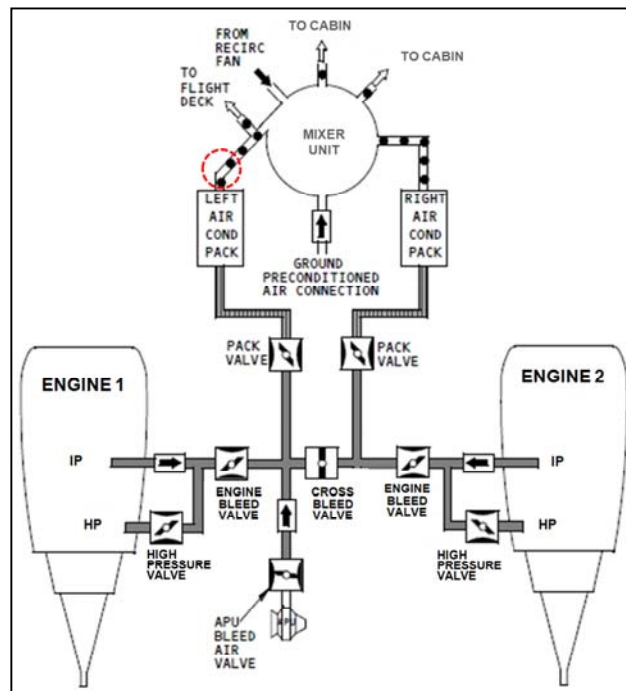 TO CABIN
FROM
RECIRC
FAN
TO CABIN
TO
FLIGHT
DECK
MIXER
UNIT
LEFT
AIR
COND
PACK
RIGHT
AIR
COND
PACK
GROUND
PRECONDITIONED
AIR CONNECTION
PACK
VALVE
PACK
VALVE
ENGINE 1
ENGINE 2
IP
IP
ENGINE
BLEED
VALVE
CROSS
BLEED
VALVE
ENGINE
BLEED
VALVE
HP
HP
HIGH
PRESSURE
VALVE
HIGH
PRESSURE
VALVE
APU
BLEED
AIR
VALVE
APU